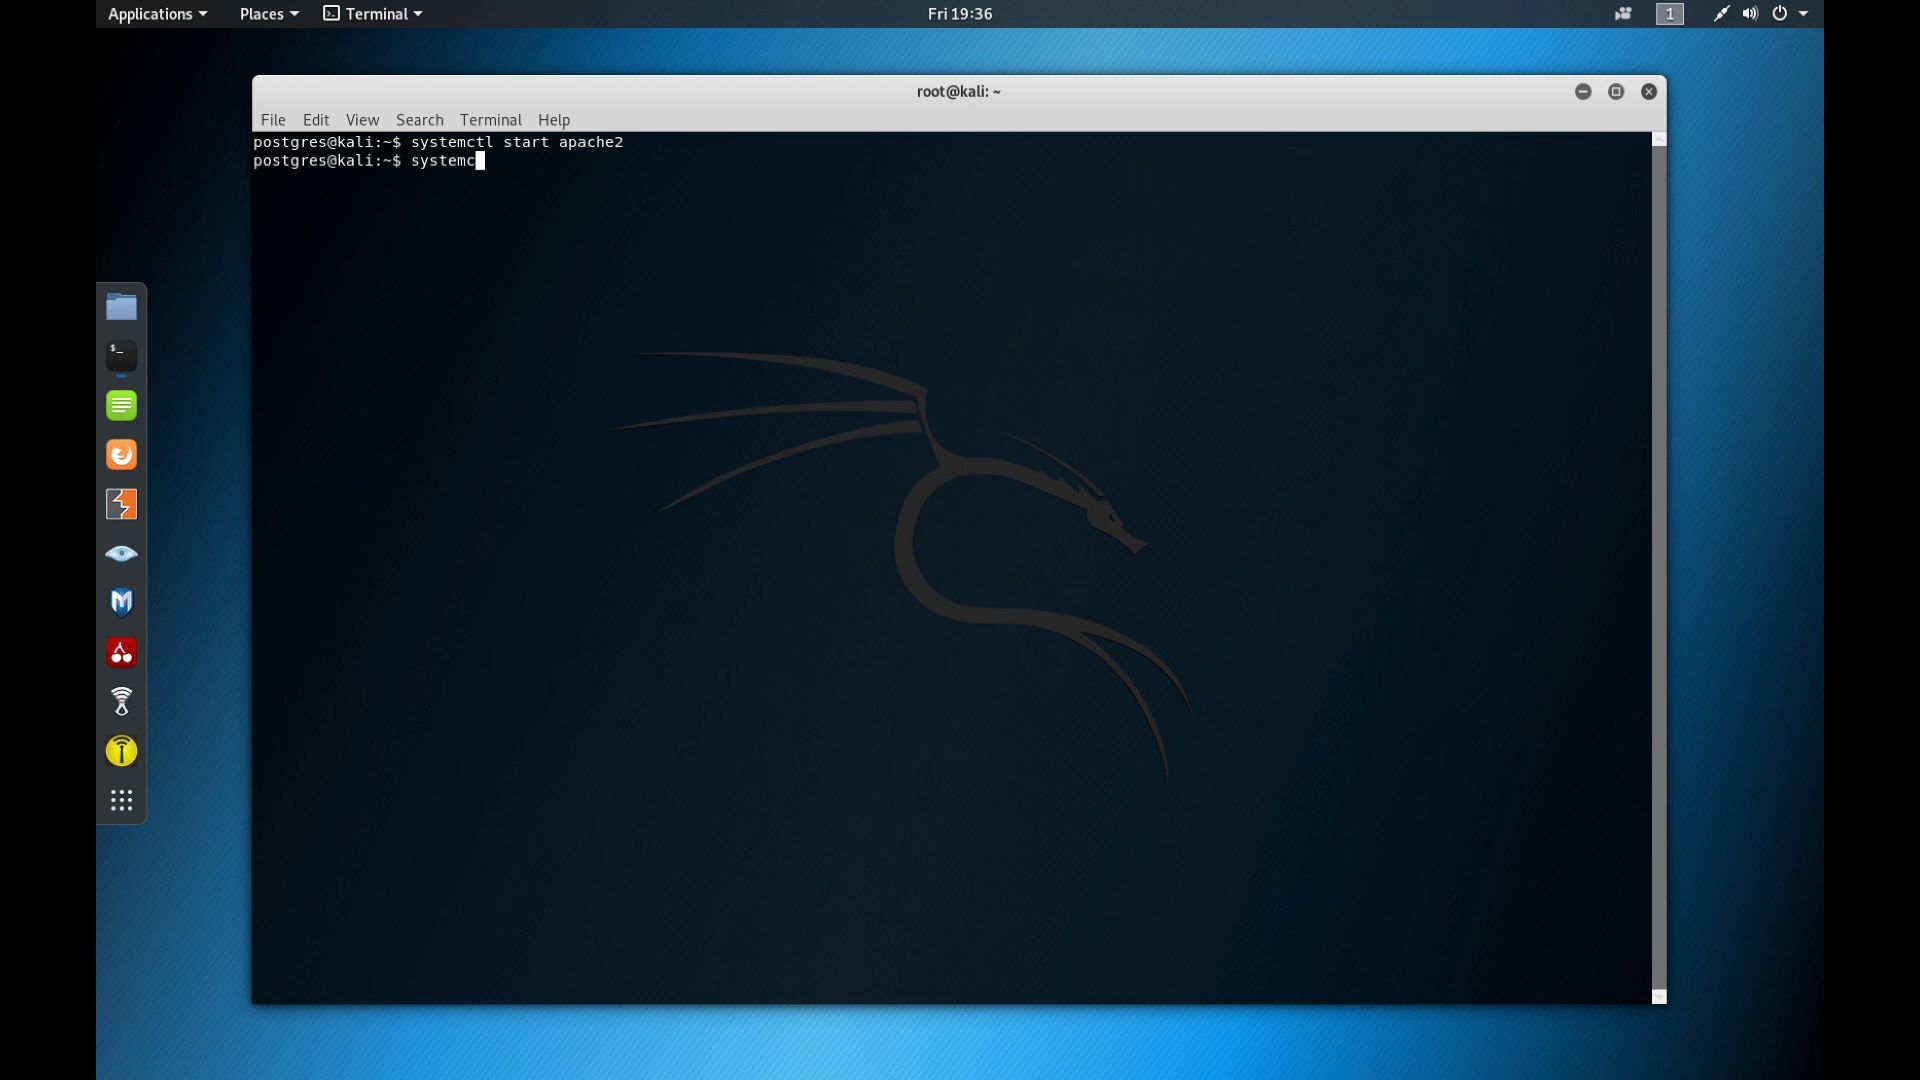 Applications Places Terminal Fri 19:36 1
root@kali: ~
File Edit View Search Terminal Help
postgres@kali:~$ systemctl start apache2
postgres@kali:~$ systemc
$_